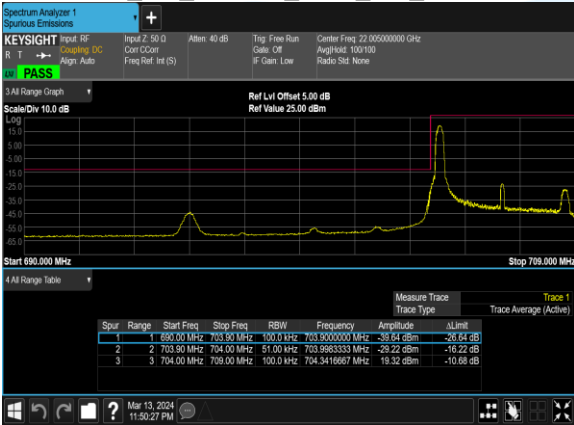 Spectrum Analyzer 1
Spurious Emissions
+
KEYSIGHT Input: RF Input Z: 50 Ω Atten: 40 dB Trig: Free Run Center Freq: 22.005000000 GHz
R T Coupling: DC Corr CCorr Gate: Off Avg|Hold: 100/100
Align: Auto Freq Ref: Int (S) IF Gain: Low Radio Std: None
LW PASS
3 All Range Graph
Ref Lvl Offset 5.00 dB
Scale/Div 10.0 dB Ref Value 25.00 dBm
Log
15.0
5.00
-5.00
-15.0
-25.0
-35.0
-45.0
-55.0
-65.0
Start 690.000 MHz Stop 709.000 MHz
4 All Range Table
Measure Trace Trace 1
Trace Type Trace Average (Active)
Spur Range Start Freq Stop Freq RBW Frequency Amplitude ΔLimit
1 1 690.00 MHz 703.90 MHz 100.0 kHz 703.9000000 MHz -39.64 dBm -26.64 dB
2 2 703.90 MHz 704.00 MHz 51.00 kHz 703.9983333 MHz -29.22 dBm -16.22 dB
3 3 704.00 MHz 709.00 MHz 100.0 kHz 704.3416667 MHz 19.32 dBm -10.68 dB
? Mar 13, 2024
11:50:27 PM